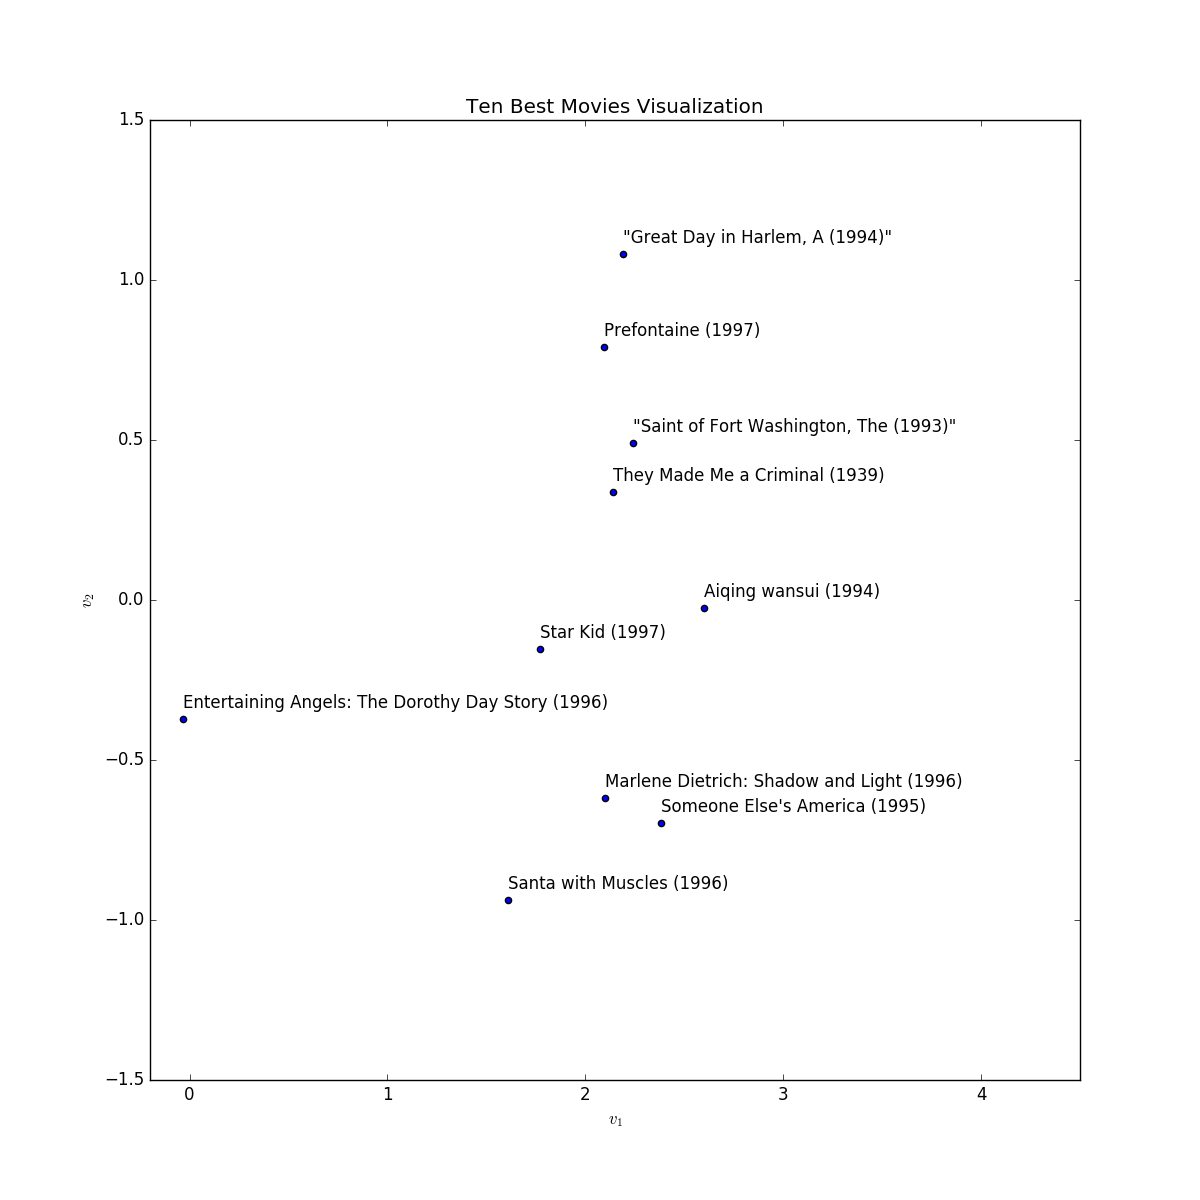 Ten Best Movies Visualization
1.5
"Great Day in Harlem, A (1994)"
1.0
Prefontaine (1997)
"Saint of Fort Washington, The (1993)"
0.5
They Made Me a Criminal (1939)
Aiqing wansui (1994)
0.0
v2
Star Kid (1997)
Entertaining Angels: The Dorothy Day Story (1996)
−0.5
Marlene Dietrich: Shadow and Light (1996)
Someone Else's America (1995)
Santa with Muscles (1996)
−1.0
−1.5
0 1 2 3 4
v1